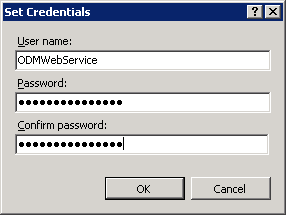 Set Credentials
User name:
ODMWebService
Password:
●●●●●●●●●●●●●●●
Confirm password:
●●●●●●●●●●●●●●●
OK
Cancel